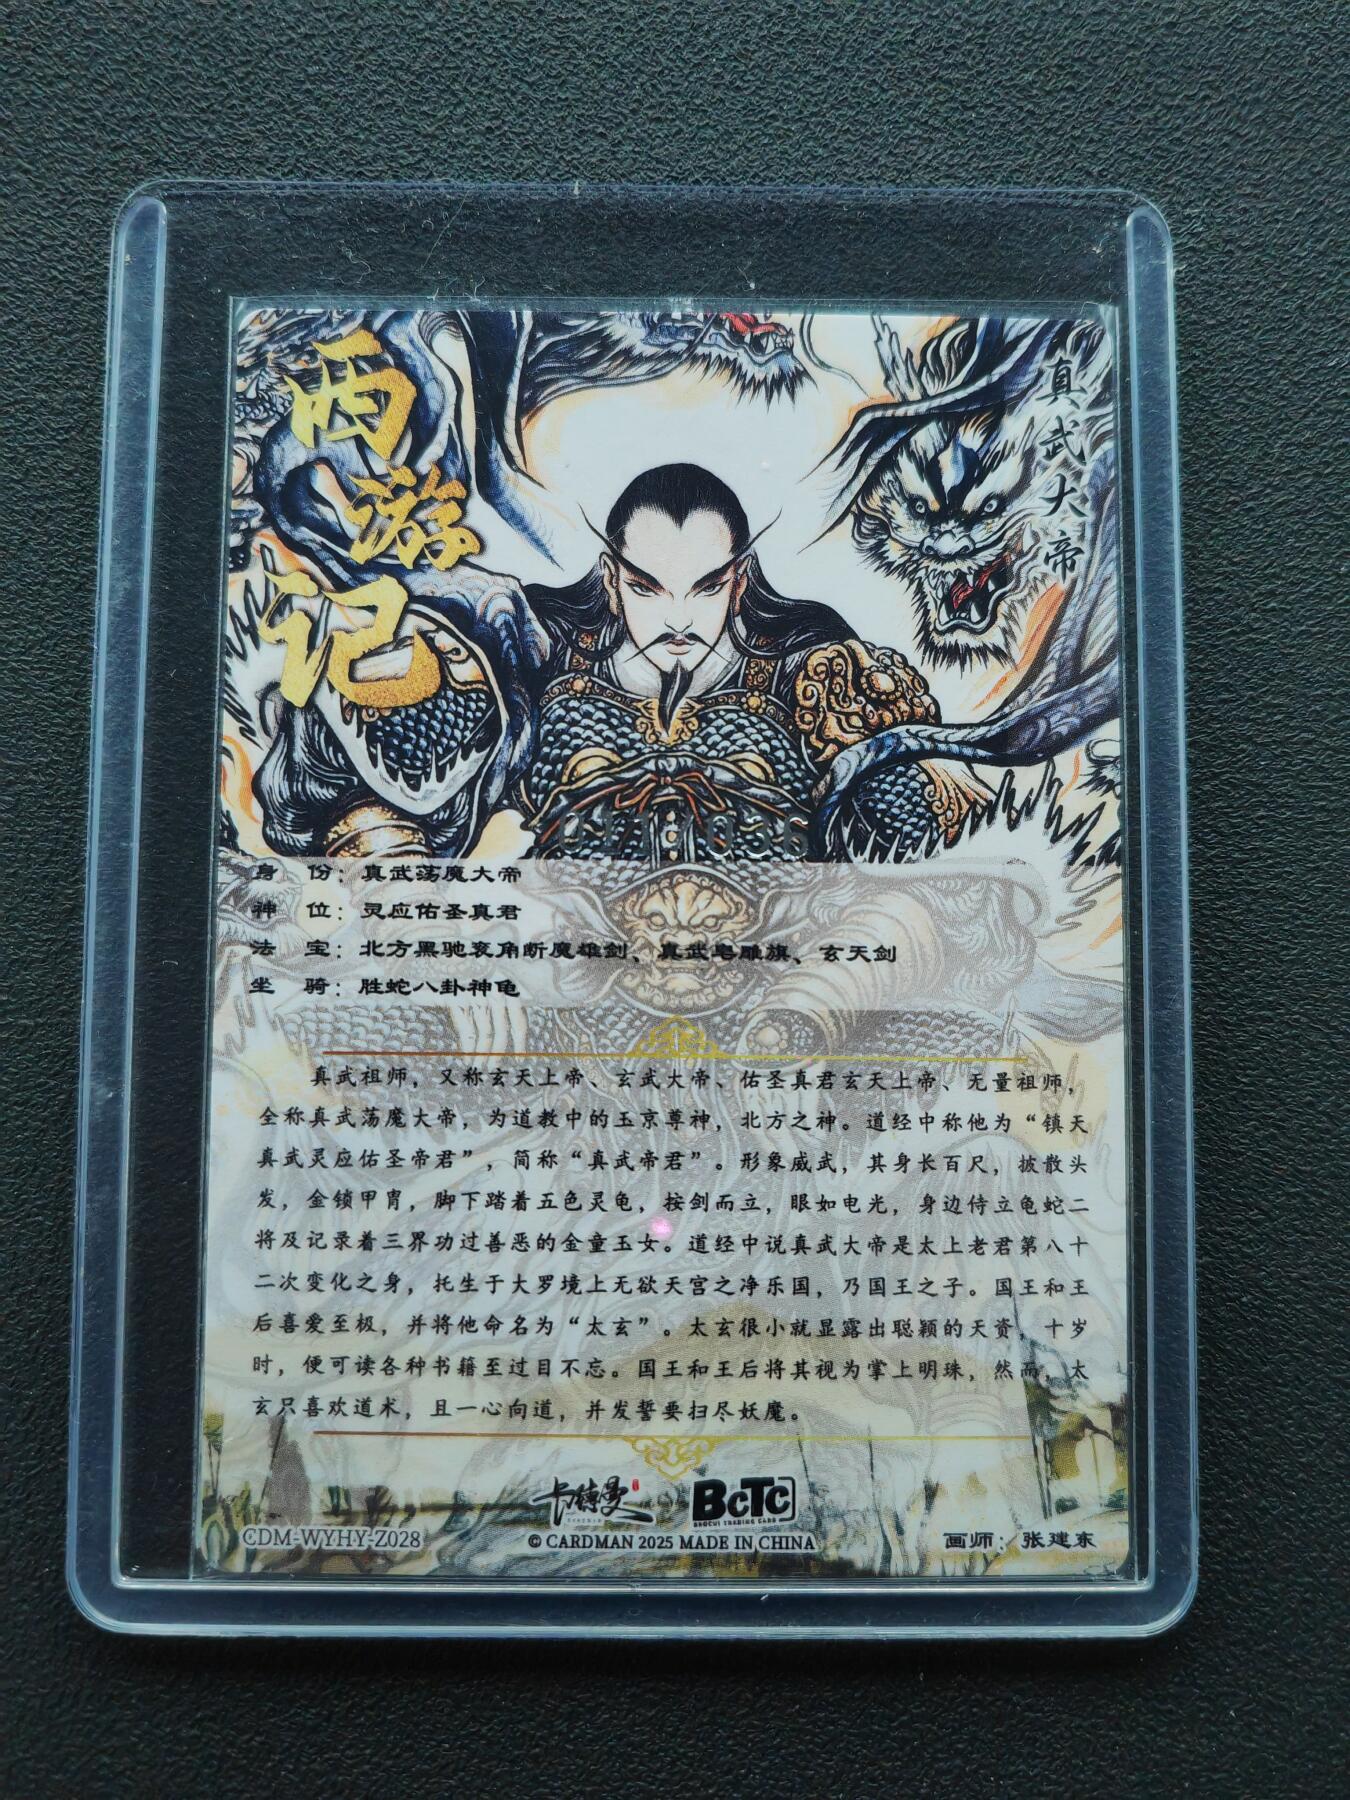 西游记
真武大帝
011/036
身 份：真武荡魔大帝
神 位：灵应佑圣真君
法 宝：北方黑驰衮角断魔雄剑、真武皂雕旗、玄天剑
坐 骑：胜蛇八卦神龟
真武祖师，又称玄天上帝、玄武大帝、佑圣真君玄天上帝、无量祖师，
全称真武荡魔大帝，为道教中的玉京尊神，北方之神。道经中称他为“镇天
真武灵应佑圣帝君”，简称“真武帝君”。形象威武，其身长百尺，披散头
发，金锁甲胄，脚下踏着五色灵龟，按剑而立，眼如电光，身边侍立龟蛇二
将及记录着三界功过善恶的金童玉女。道经中说真武大帝是太上老君第八十
二次变化之身，托生于大罗境上无欲天宫之净乐国，乃国王之子。国王和王
后喜爱至极，并将他命名为“太玄”。太玄很小就显露出聪颖的天资，十岁
时，便可读各种书籍至过目不忘。国王和王后将其视为掌上明珠，然而，太
玄只喜欢道术，且一心向道，并发誓要扫尽妖魔。
卡德曼
BCTC
BAOCUI TRADING CARD
CDM-WYHY-Z028
© CARDMAN 2025 MADE IN CHINA
画师：张建东